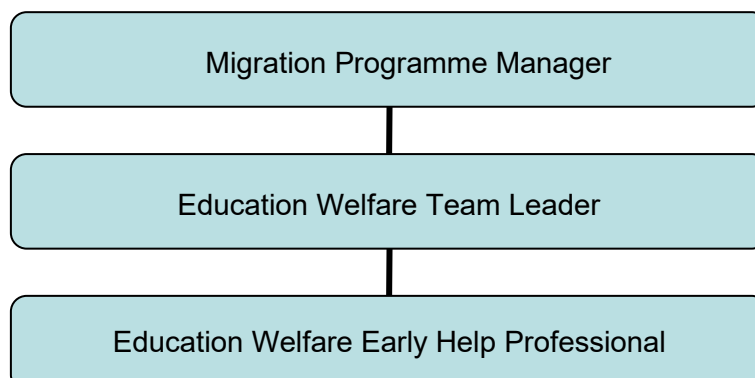 Migration Programme Manager
Education Welfare Team Leader
Education Welfare Early Help Professional